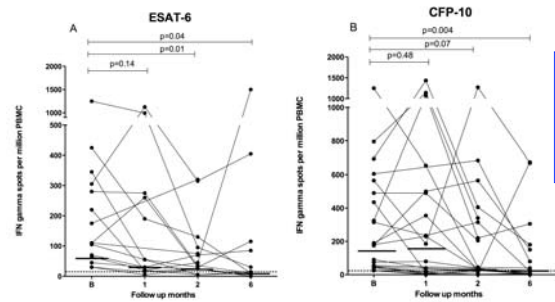 ESAT-6
A
p=0.04
p=0.01
p=0.14
2000
1500
1000
500
400
300
200
100
0
IFN gamma spots per million PBMC
B 1 2 6
Follow up months
CFP-10
B
p=0.004
p=0.07
p=0.48
2000
1500
1000
800
600
400
200
0
IFN gamma spots per million PBMC
B 1 2 6
Follow up months